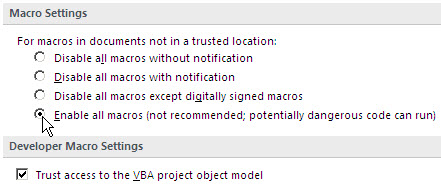 Macro Settings
For macros in documents not in a trusted location:
Disable all macros without notification
Disable all macros with notification
Disable all macros except digitally signed macros
Enable all macros (not recommended; potentially dangerous code can run)
Developer Macro Settings
Trust access to the VBA project object model